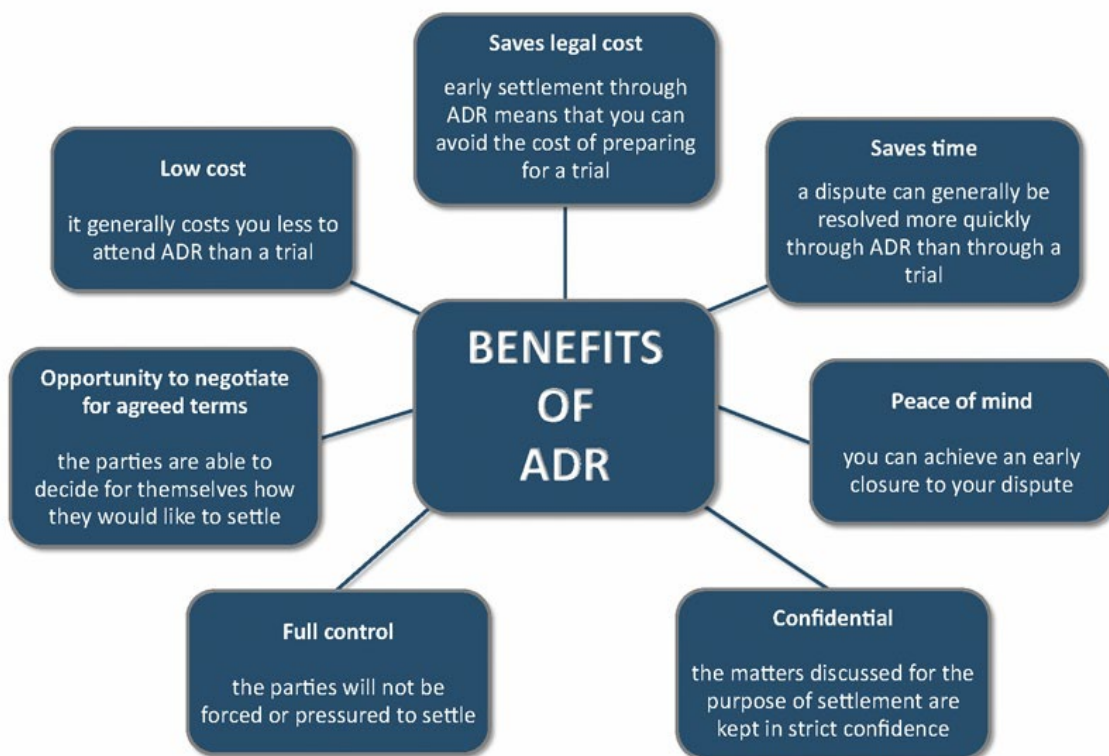 Saves legal cost
early settlement through
ADR means that you can
avoid the cost of preparing
for a trial
Low cost
it generally costs you less to
attend ADR than a trial
Saves time
a dispute can generally be
resolved more quickly
through ADR than through a
trial
BENEFITS
OF
ADR
Opportunity to negotiate
for agreed terms
the parties are able to
decide for themselves how
they would like to settle
Peace of mind
you can achieve an early
closure to your dispute
Full control
the parties will not be
forced or pressured to settle
Confidential
the matters discussed for the
purpose of settlement are
kept in strict confidence